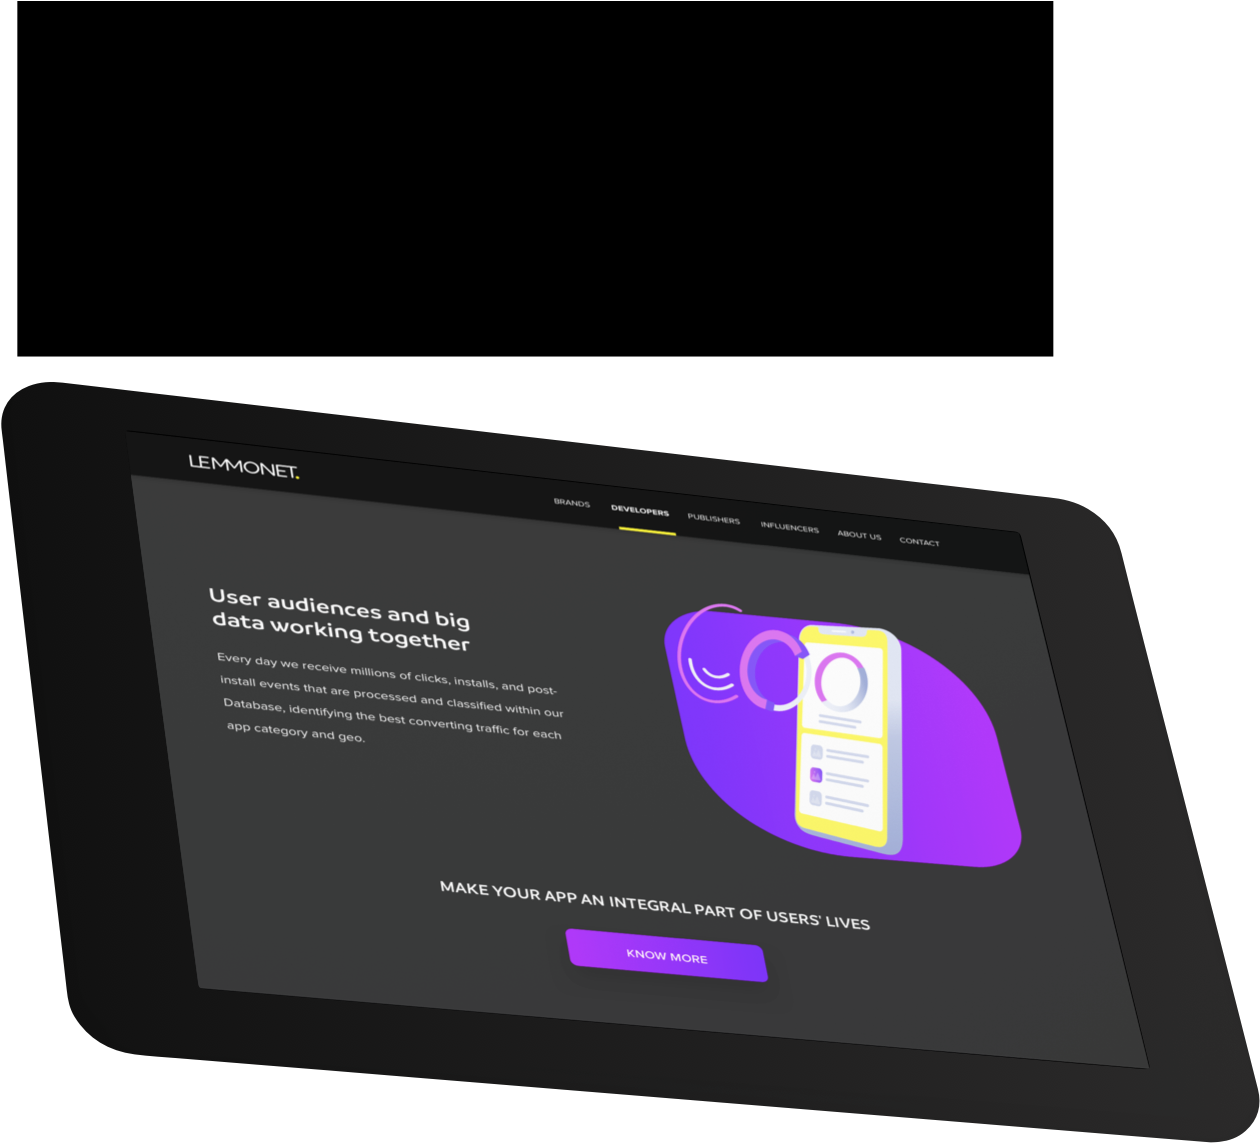 LEMMONET.
BRANDS DEVELOPERS PUBLISHERS INFLUENCERS ABOUT US CONTACT
User audiences and big
data working together
Every day we receive millions of clicks, installs, and post-
install events that are processed and classified within our
Database, identifying the best converting traffic for each
app category and geo.
MAKE YOUR APP AN INTEGRAL PART OF USERS' LIVES
KNOW MORE